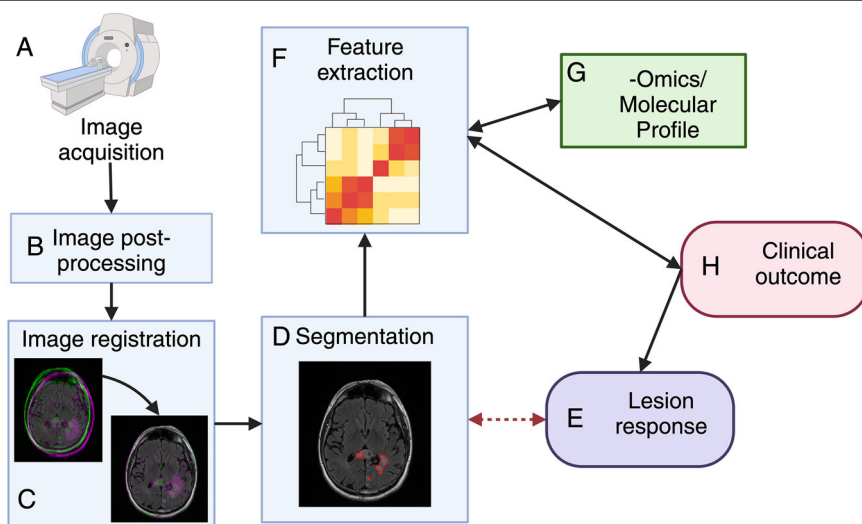 A
Image
acquisition
B
Image post-
processing
Image registration
C
D Segmentation
F
Feature
extraction
G
-Omics/
Molecular
Profile
H
Clinical
outcome
E
Lesion
response